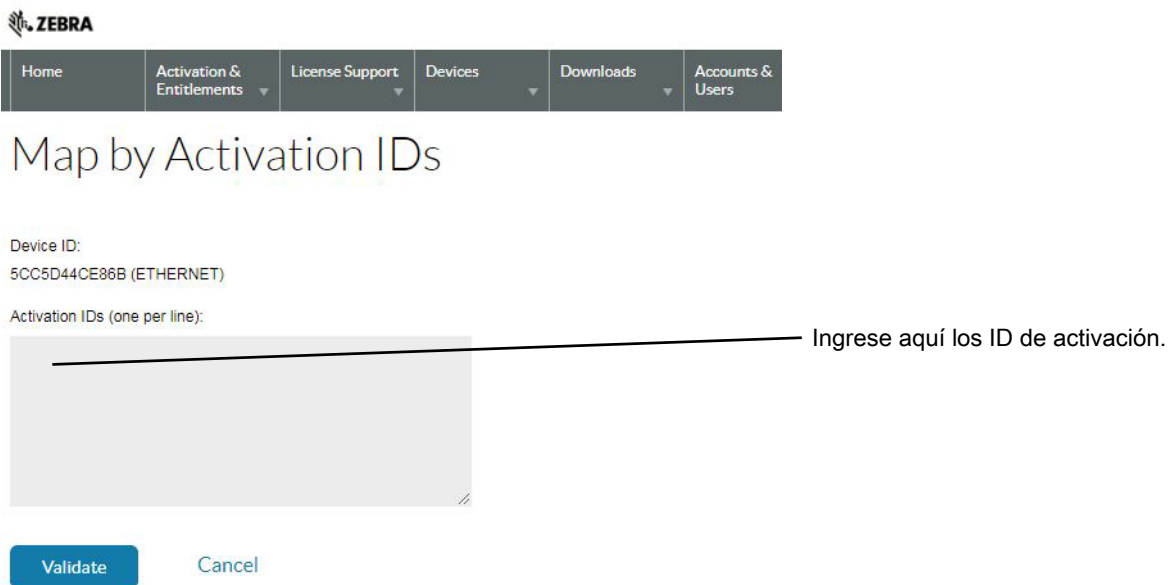 ZEBRA
Home
Activation &
Entitlements
License Support
Devices
Downloads
Accounts &
Users
Map by Activation IDs
Device ID:
5CC5D44CE86B (ETHERNET)
Activation IDs (one per line):
Ingrese aquí los ID de activación.
Validate
Cancel